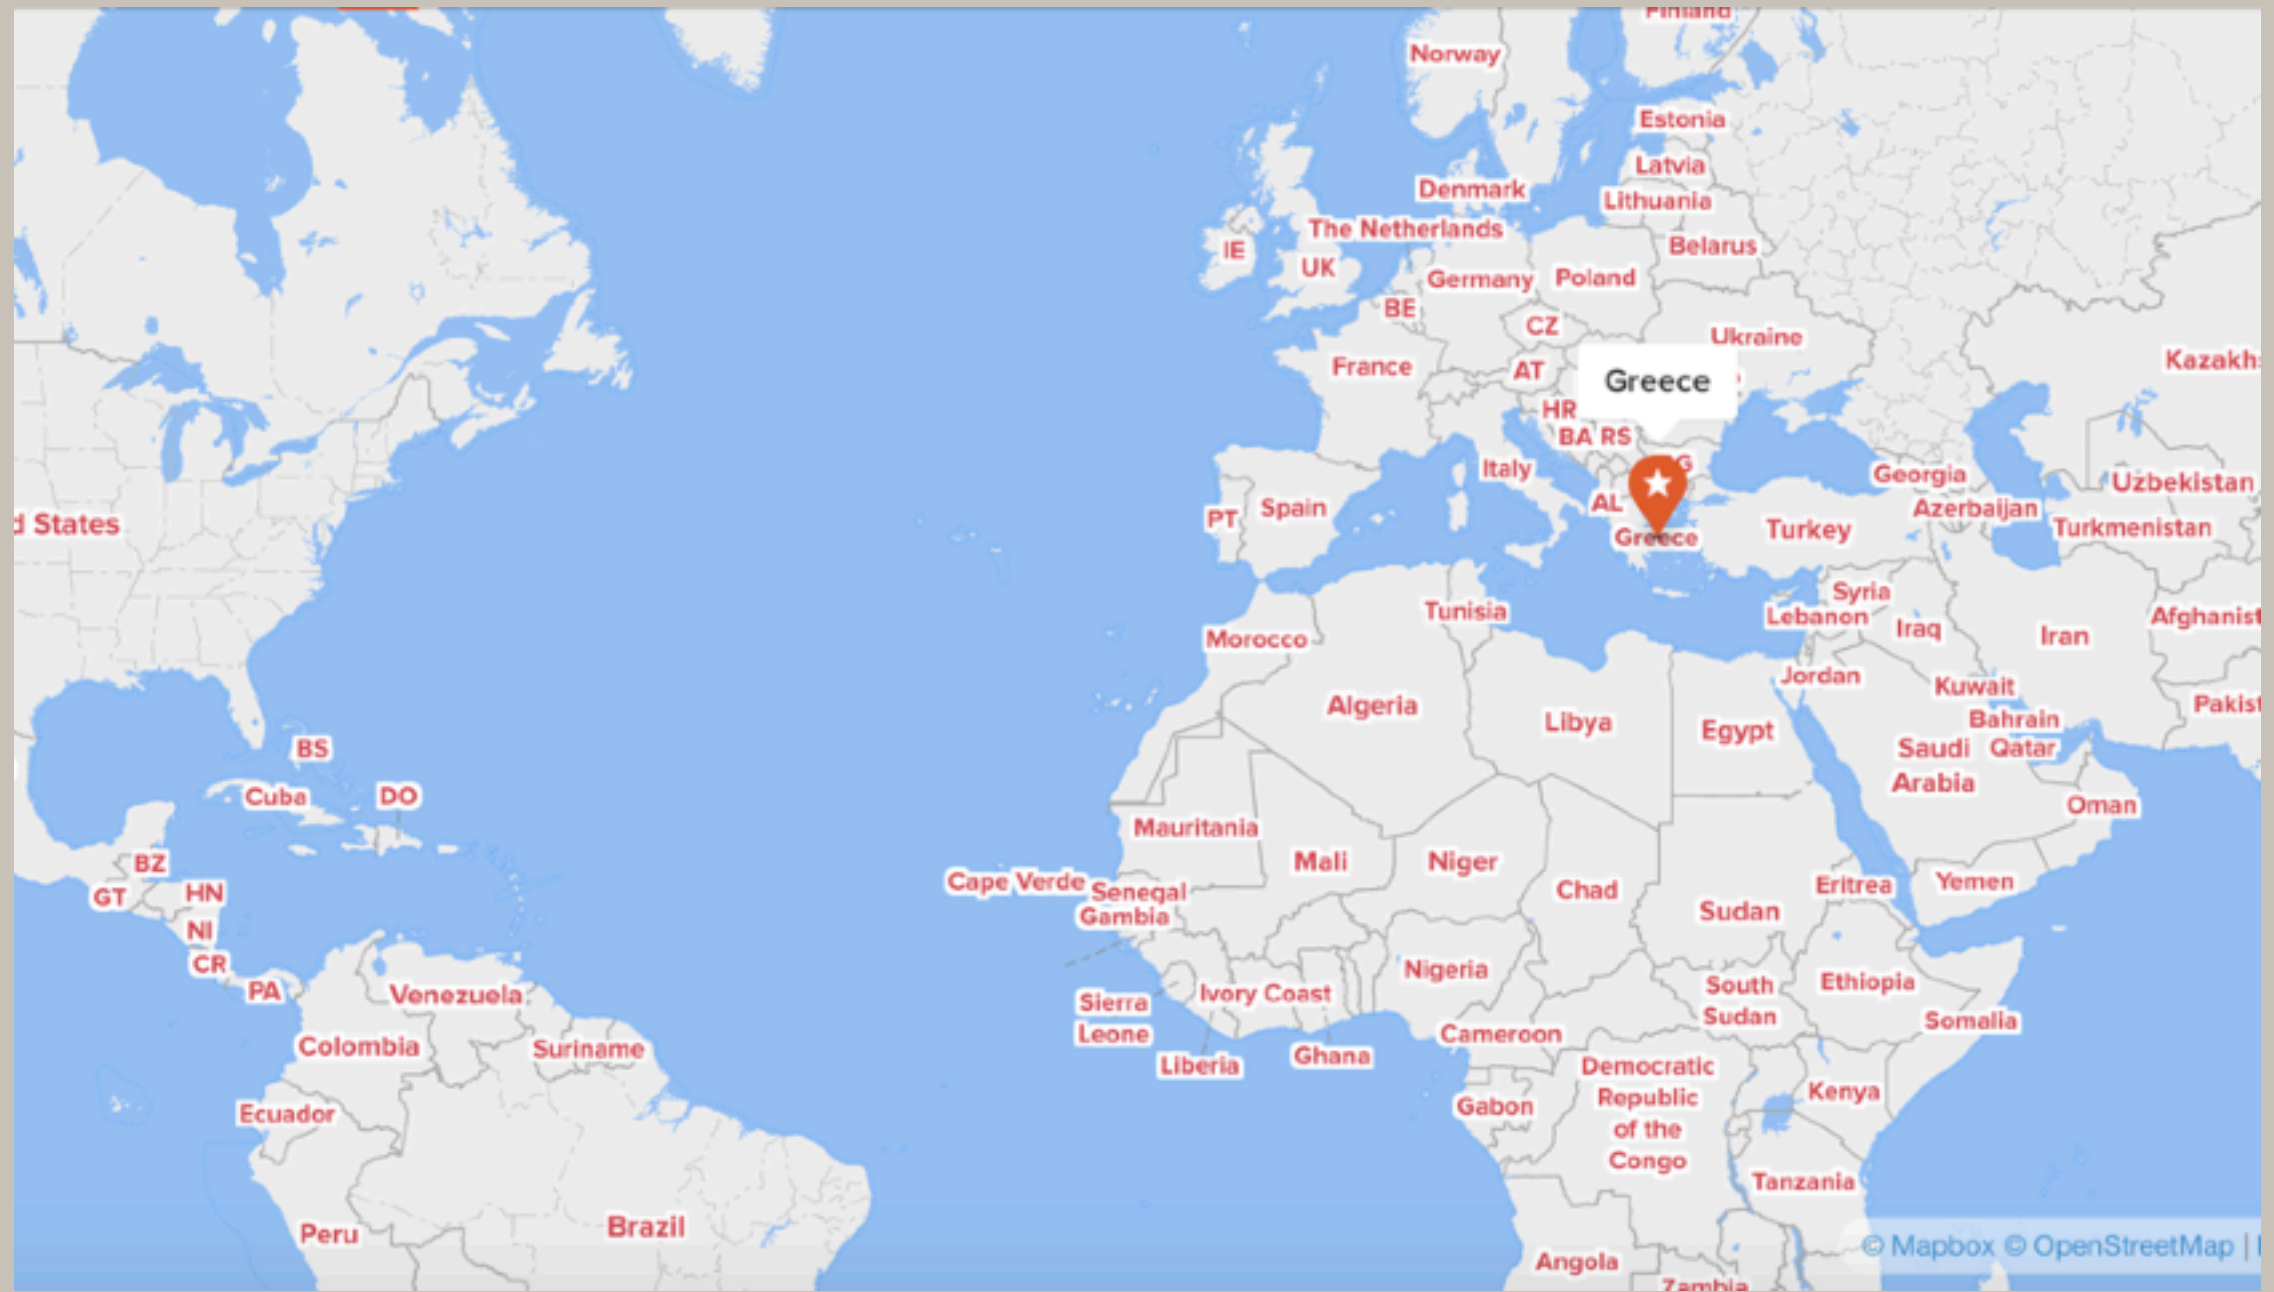 Finland
Norway
Estonia
Latvia
Denmark
Lithuania
The Netherlands
Belarus
IE
UK
Germany
Poland
BE
CZ
Ukraine
France
AT
Kazakh
Greece
HR
BA
RS
Italy
G
Georgia
Uzbekistan
AL
Spain
PT
Azerbaijan
d States
Turkmenistan
Turkey
Greece
Syria
Tunisia
Lebanon
Afghanist
Iraq
Iran
Morocco
Jordan
Kuwait
Algeria
Pakist
Bahrain
Libya
Egypt
BS
Saudi
Arabia
Qatar
Cuba
DO
Oman
Mauritania
BZ
Mali
Niger
Cape Verde
Senegal
Chad
Eritrea
Yemen
GT
HN
Gambia
Sudan
NI
CR
Nigeria
Ethiopia
PA
Venezuela
Ivory Coast
South
Sudan
Sierra
Leone
Somalia
Cameroon
Colombia
Suriname
Liberia
Ghana
Democratic
Republic
of the
Congo
Kenya
Ecuador
Gabon
Tanzania
Peru
Brazil
Angola
Zambia
© Mapbox © OpenStreetMap |